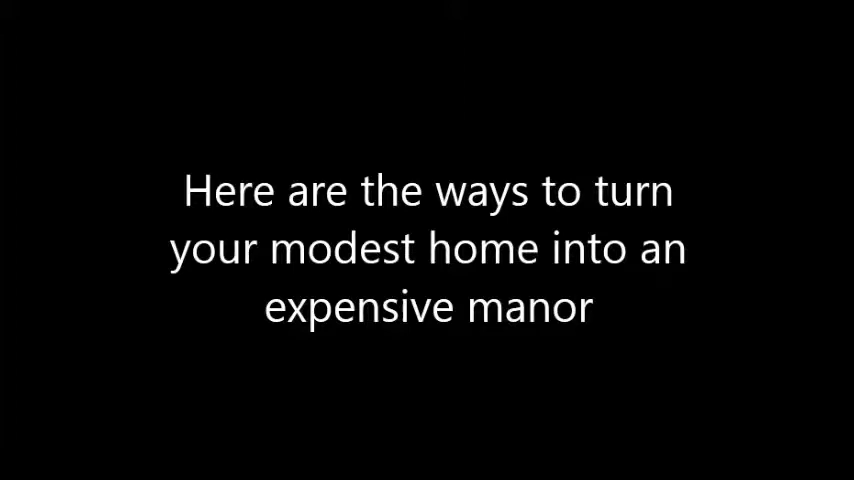 Here are the ways to turn
your modest home into an
expensive manor